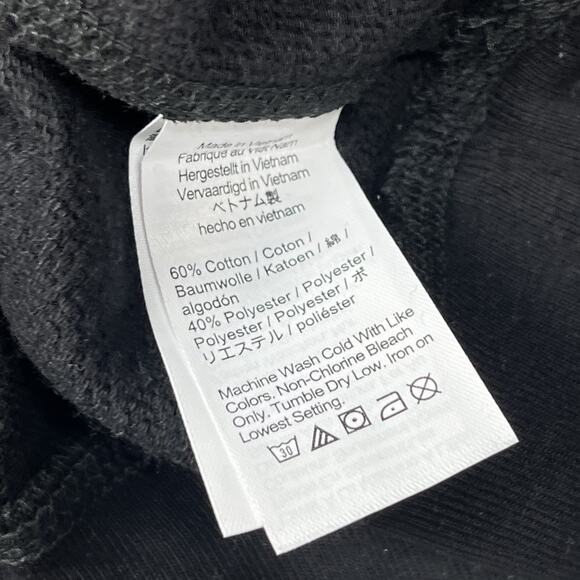 Made in Vietnam
Fabriqué au Viet Nam
Hergestellt in Vietnam
Vervaardigd in Vietnam
ベトナム製
hecho en vietnam
60% Cotton / Coton /
Baumwolle / Katoen / 綿 /
algodón
40% Polyester / Polyester /
Polyester / Polyester / ポ
リエステル / poliéster
Machine Wash Cold With Like
Colors. Non-Chlorine Bleach
Only. Tumble Dry Low. Iron on
Lowest Setting.
30